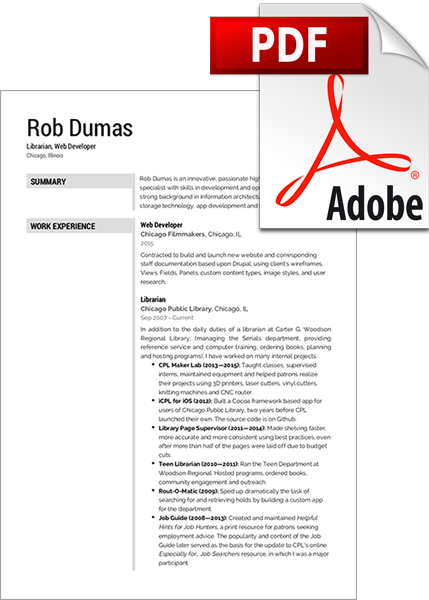 PDF
Adobe
®
Rob Dumas
Librarian, Web Developer
Chicago, Illinois
SUMMARY
Rob Dumas is an innovative, passionate
specialist with skills in development and
strong background in information
storage technology, app development and
WORK EXPERIENCE
Web Developer
Chicago Filmmakers, Chicago, IL
2015
Contracted to build and launch new website and corresponding
staff documentation based upon Drupal, using client's wireframes,
Views, Fields, Panels, custom content types, image styles, and user
research.
Librarian
Chicago Public Library, Chicago, IL
Sep 2007 - Current
In addition to the daily duties of a librarian at Carter G. Woodson
Regional Library, (managing the Serials department, providing
reference service and computer training, ordering books, planning
and hosting programs), I have worked on many internal projects.
• CPL Maker Lab (2013—2015): Taught classes, supervised
interns, maintained equipment and helped patrons realize
their projects using 3D printers, laser cutters, vinyl cutters,
knitting machines and CNC router.
• iCPL for iOS (2012): Built a Cocoa framework based app for
users of Chicago Public Library, two years before CPL
launched their own. The source code is on Github.
• Library Page Supervisor (2011—2014): Made shelving faster,
more accurate and more consistent using best practices, even
after more than half of the pages were laid off due to budget
cuts.
• Teen Librarian (2010—2011): Ran the Teen Department at
Woodson Regional. Hosted programs, ordered books,
community engagement and outreach.
• Rout-O-Matic (2009): Sped up dramatically the task of
searching for and retrieving holds by building a custom app
for the department.
• Job Guide (2008—2013): Created and maintained Helpful
Hints for Job Hunters, a print resource for patrons seeking
employment advice. The popularity and content of the Job
Guide later served as the basis for the update to CPL's online
Especially for... Job Searchers resource, in which I was a major
participant.